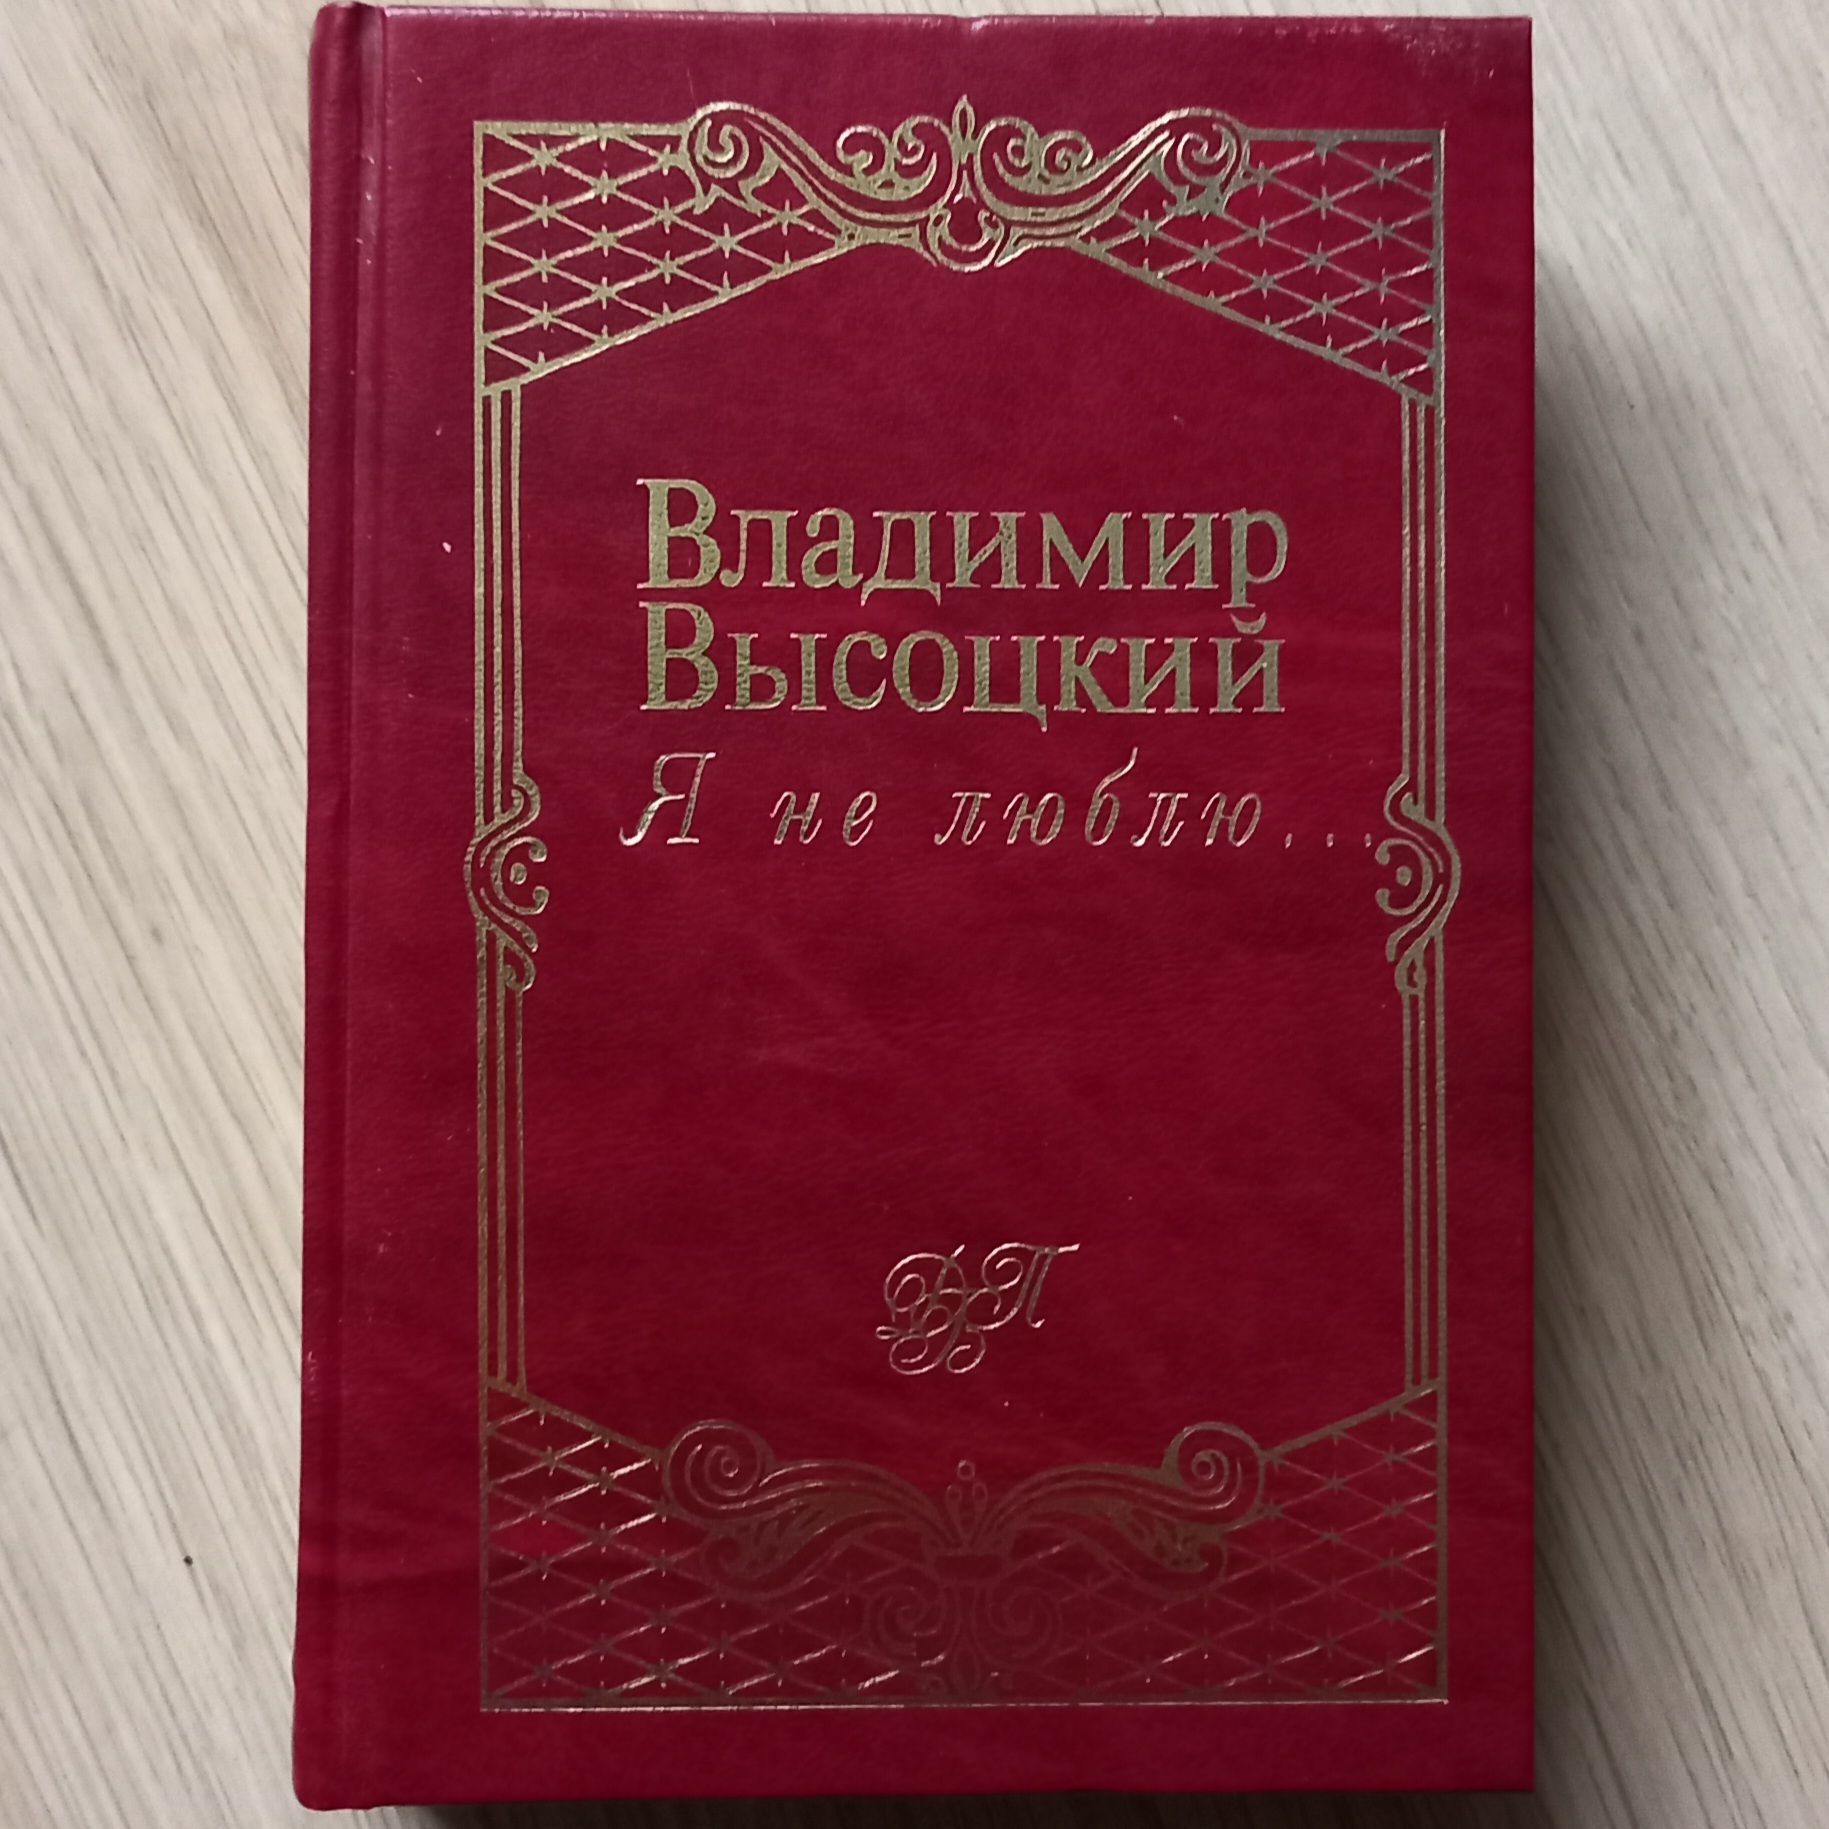 Владимир
Высоцкий
Я не люблю...